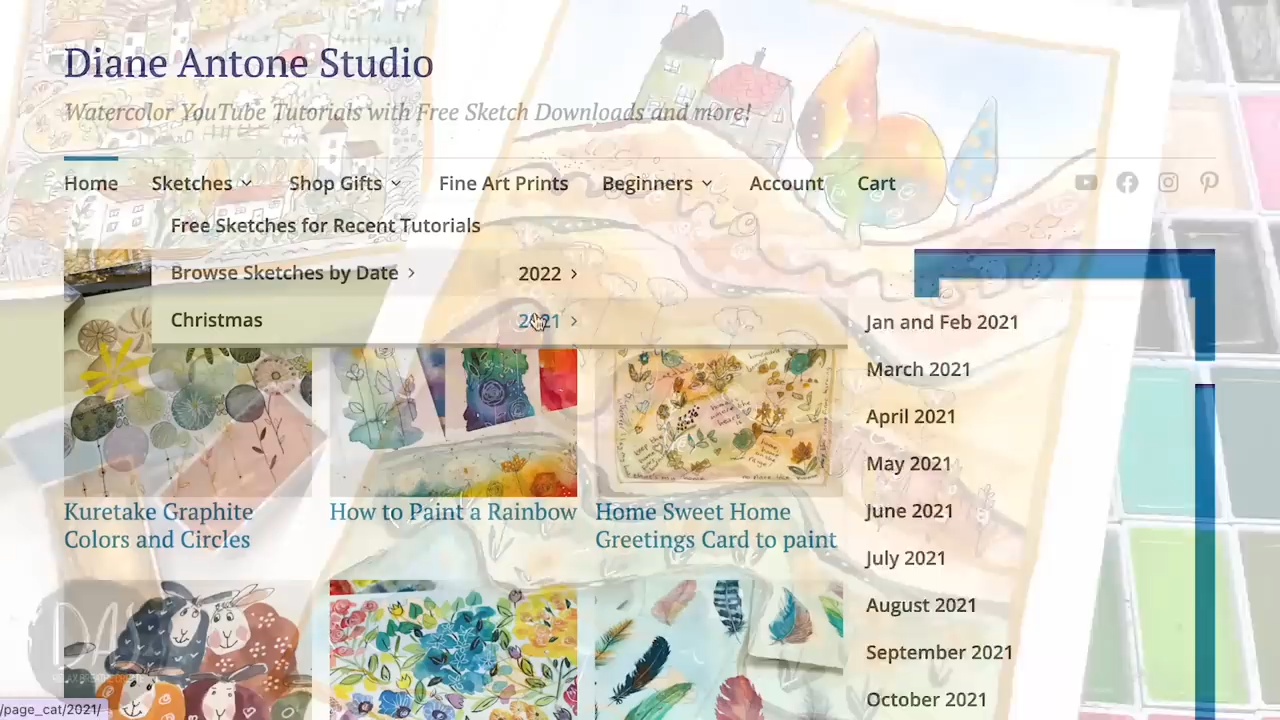 Diane Antone Studio
Watercolor YouTube Tutorials with Free Sketch Downloads and more!
Home Sketches Shop Gifts Fine Art Prints Beginners Account Cart
Free Sketches for Recent Tutorials
Browse Sketches by Date
2022
Christmas
2021
Jan and Feb 2021
March 2021
April 2021
May 2021
June 2021
July 2021
August 2021
September 2021
October 2021
Kuretake Graphite
Colors and Circles
How to Paint a Rainbow
Home Sweet Home
Greetings Card to paint
DAS
/page_cat/2021/